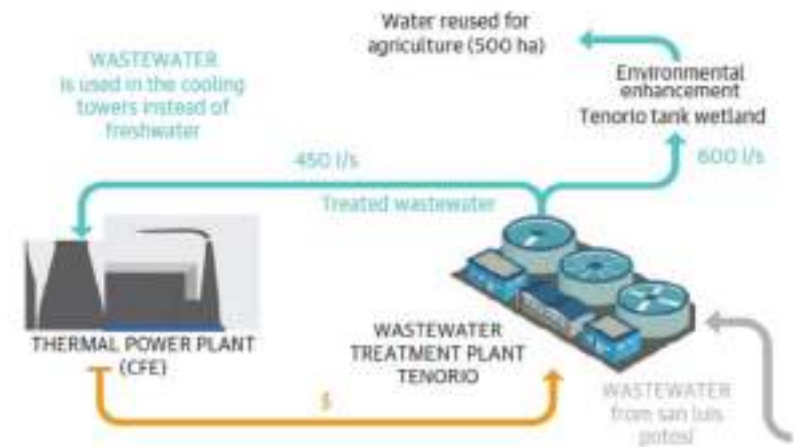 Water reused for
agriculture (500 ha)
WASTEWATER
is used in the cooling
towers instead of
freshwater
Environmental
enhancement
Tenorio tank wetland
450 l/s
600 l/s
Treated wastewater
THERMAL POWER PLANT
(CFE)
WASTEWATER
TREATMENT PLANT
TENORIO
$
WASTEWATER
from san luis
potosi